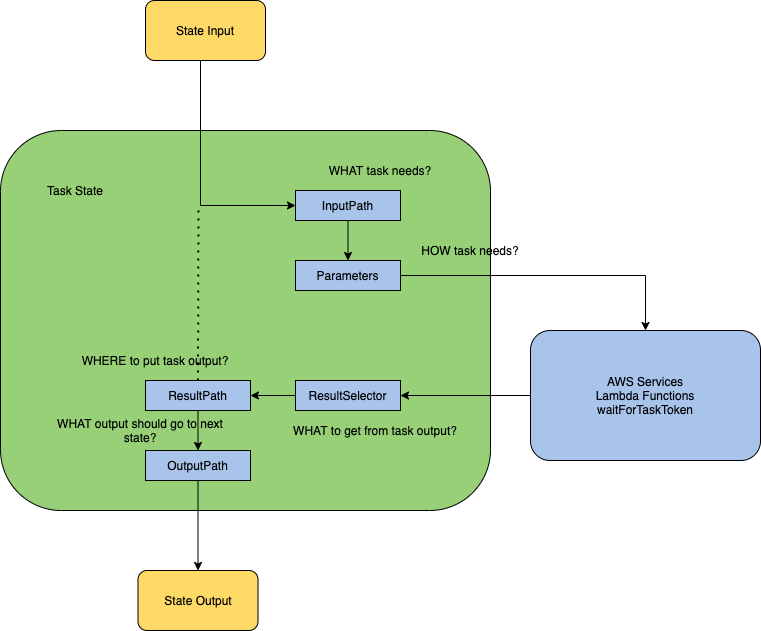 State Input
Task State
WHAT task needs?
InputPath
HOW task needs?
Parameters
WHERE to put task output?
ResultPath
ResultSelector
AWS Services
Lambda Functions
waitForTaskToken
WHAT output should go to next
state?
WHAT to get from task output?
OutputPath
State Output